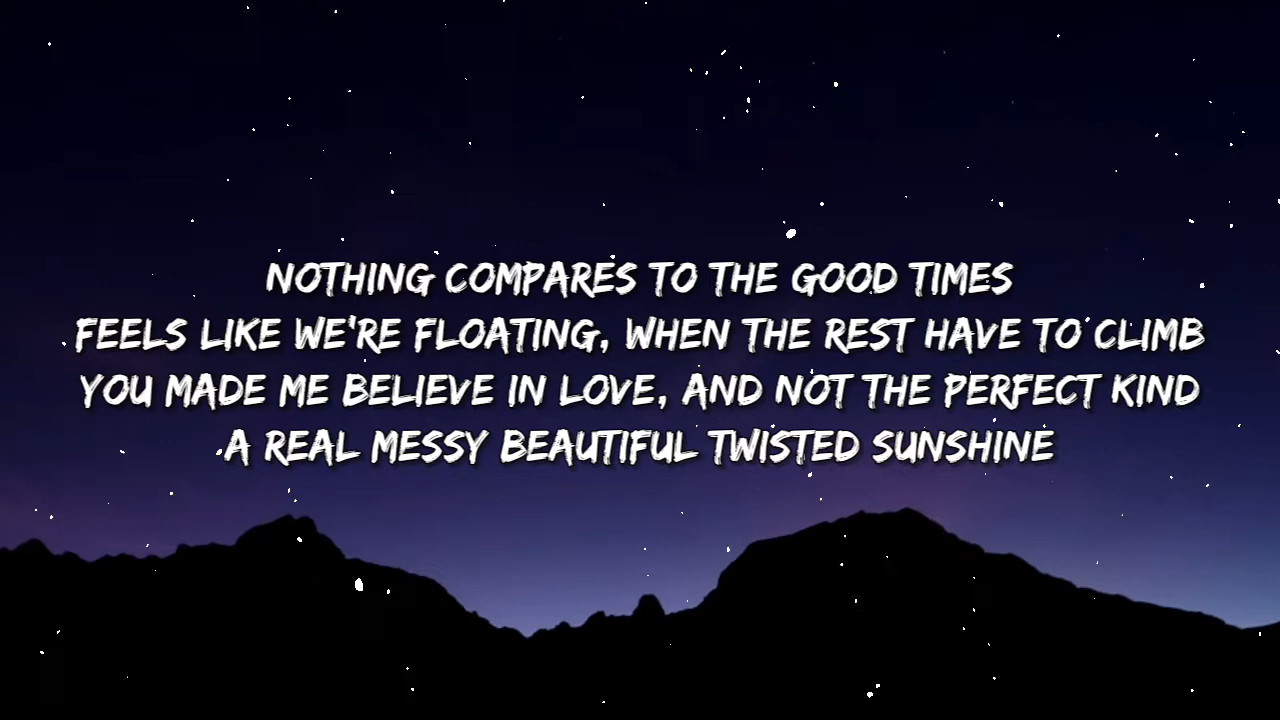 NOTHING COMPARES TO THE GOOD TIMES
FEELS LIKE WE'RE FLOATING, WHEN THE REST HAVE TO CLIMB
YOU MADE ME BELIEVE IN LOVE, AND NOT THE PERFECT KIND
A REAL MESSY BEAUTIFUL TWISTED SUNSHINE